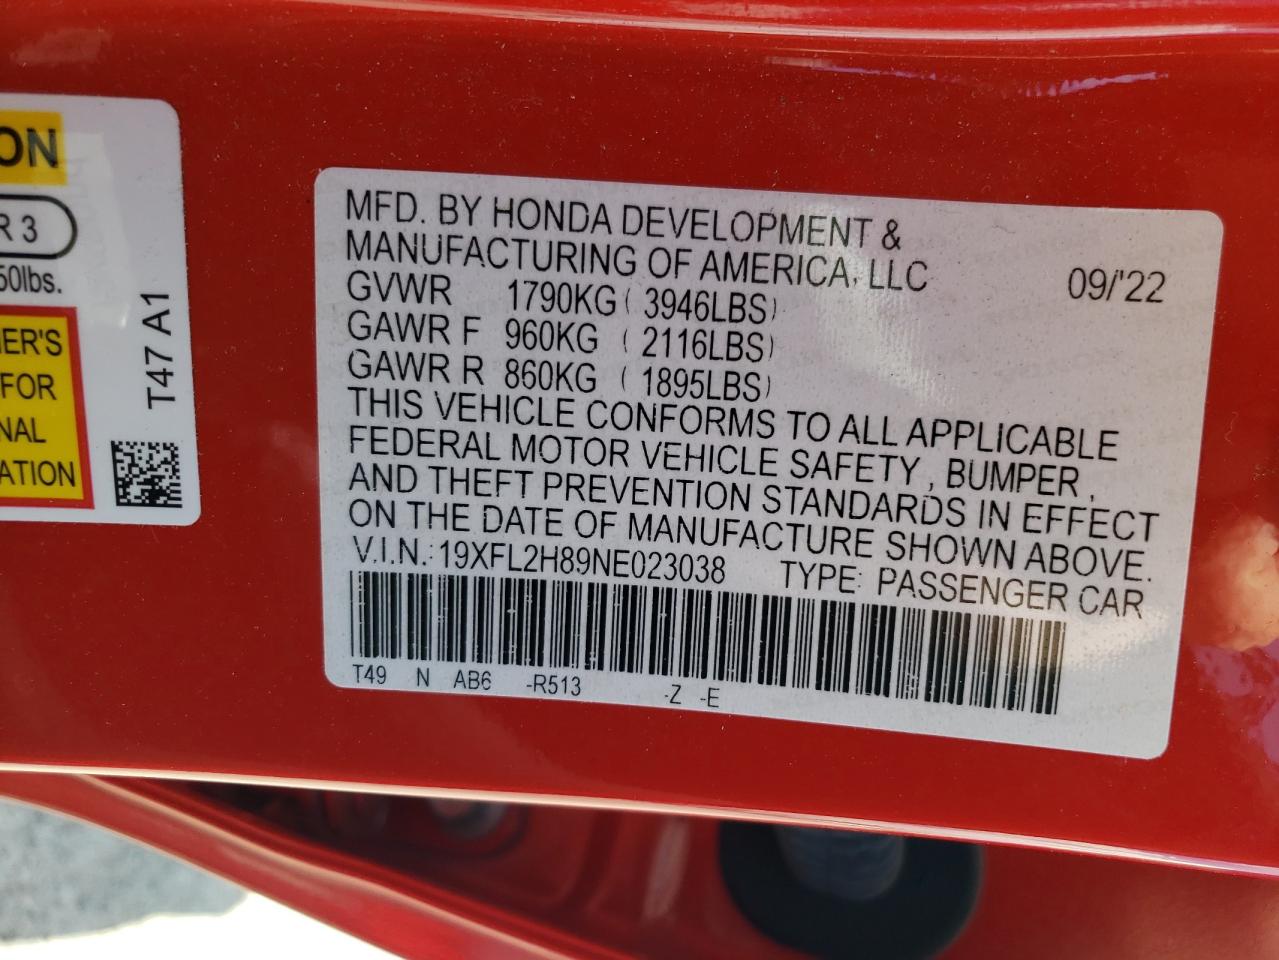 ON
R 3
50lbs.
ER'S
FOR
NAL
ATION
T47 A1
MFD. BY HONDA DEVELOPMENT &
MANUFACTURING OF AMERICA, LLC 09/'22
GVWR 1790KG ( 3946LBS)
GAWR F 960KG ( 2116LBS)
GAWR R 860KG ( 1895LBS)
THIS VEHICLE CONFORMS TO ALL APPLICABLE
FEDERAL MOTOR VEHICLE SAFETY , BUMPER ,
AND THEFT PREVENTION STANDARDS IN EFFECT
ON THE DATE OF MANUFACTURE SHOWN ABOVE.
V.I.N.: 19XFL2H89NE023038 TYPE: PASSENGER CAR
T49 N AB6 -R513 -Z -E